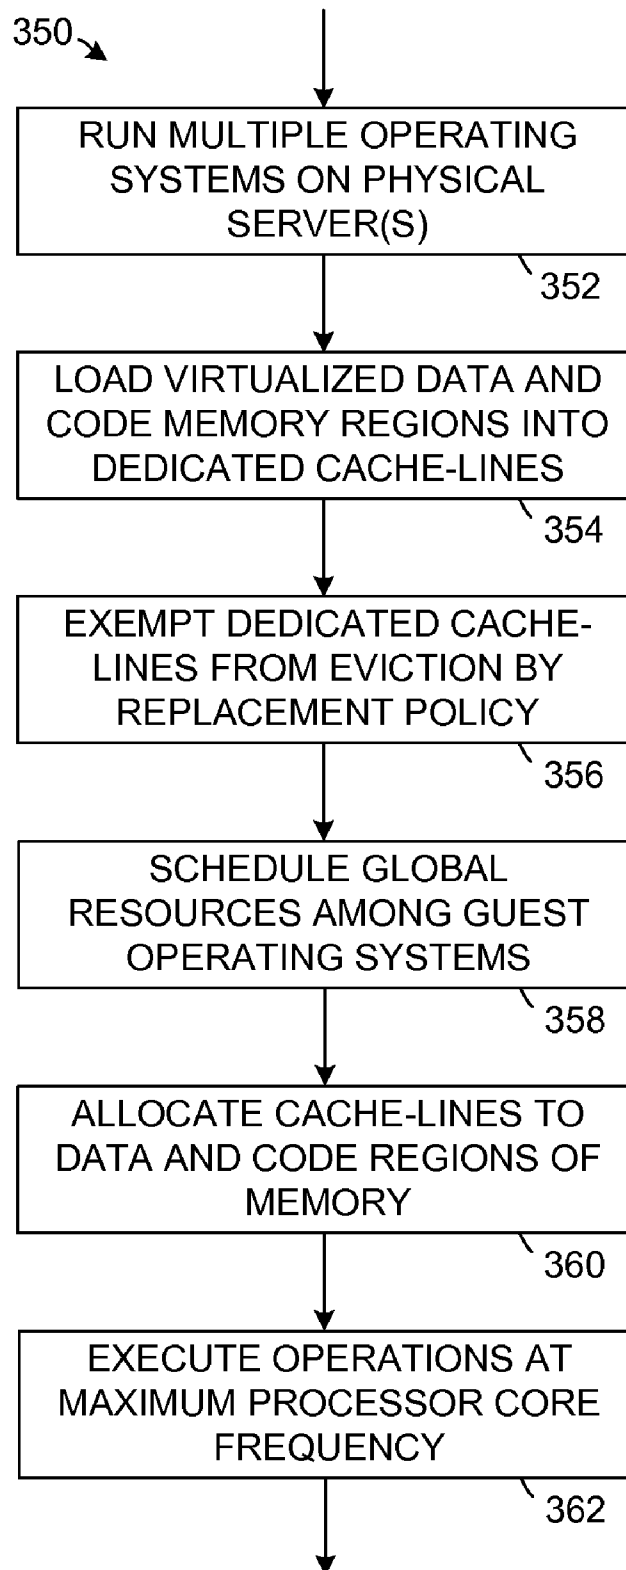 350
RUN MULTIPLE OPERATING
SYSTEMS ON PHYSICAL
SERVER(S)
352
LOAD VIRTUALIZED DATA AND
CODE MEMORY REGIONS INTO
DEDICATED CACHE-LINES
354
EXEMPT DEDICATED CACHE-
LINES FROM EVICTION BY
REPLACEMENT POLICY
356
SCHEDULE GLOBAL
RESOURCES AMONG GUEST
OPERATING SYSTEMS
358
ALLOCATE CACHE-LINES TO
DATA AND CODE REGIONS OF
MEMORY
360
EXECUTE OPERATIONS AT
MAXIMUM PROCESSOR CORE
FREQUENCY
362